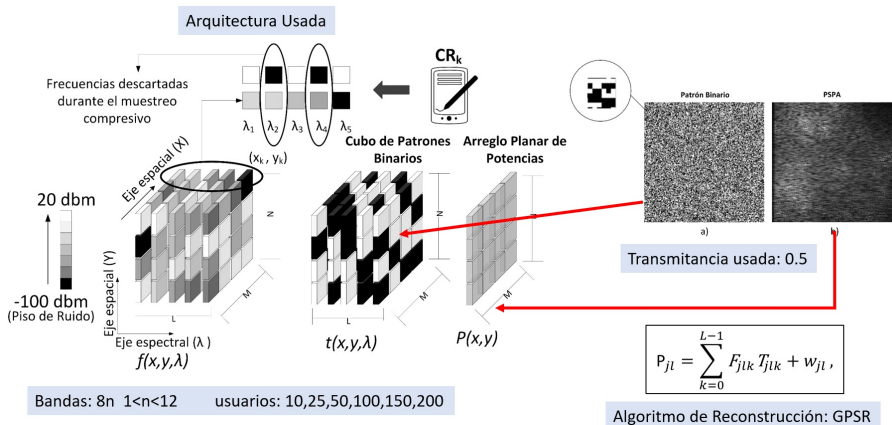 Arquitectura Usada
Frecuencias descartadas
durante el muestreo
compresivo
CRk
λ1 λ2 λ3 λ4 λ5
(xk , yk)
Cubo de Patrones
Binarios
Arreglo Planar de
Potencias
Patrón Binario
PSPA
a)
b)
Transmitancia usada: 0.5
20 dbm
-100 dbm
(Piso de Ruido)
Eje espacial (X)
Eje espacial (Y)
Eje espectral (λ )
N
M
L
f(x,y,λ)
N
M
L
t(x,y,λ)
N
M
P(x,y)
Pjl = ∑ L−1 k=0 Fjlk Tjlk + wjl ,
Bandas: 8n 1<n<12 usuarios: 10,25,50,100,150,200
Algoritmo de Reconstrucción: GPSR